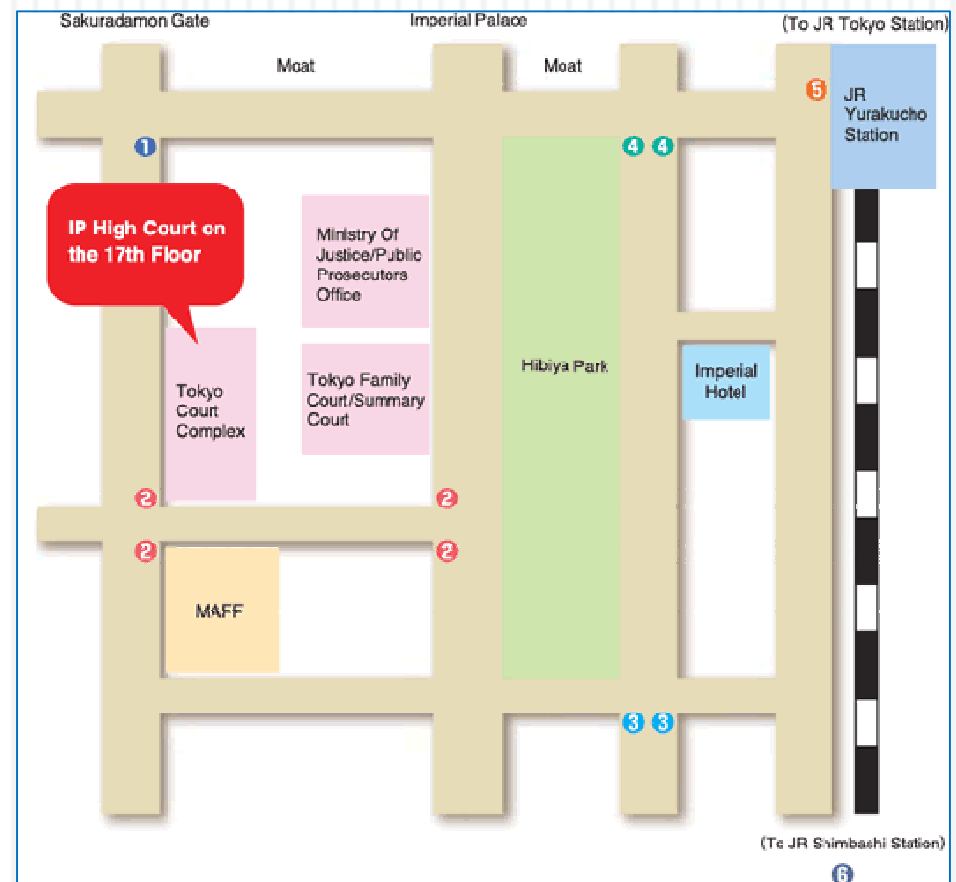 Sakuradamon Gate
Imperial Palace
(To JR Tokyo Station)
Moat
Moat
5
JR
Yurakucho
Station
1
4 4
IP High Court on
the 17th Floor
Ministry Of
Justice/Public
Prosecutors
Office
Hibiya Park
Imperial
Hotel
Tokyo Family
Court/Summary
Court
Tokyo
Court
Complex
2
2
2
2
MAFF
3 3
(To JR Shimbashi Station)
6